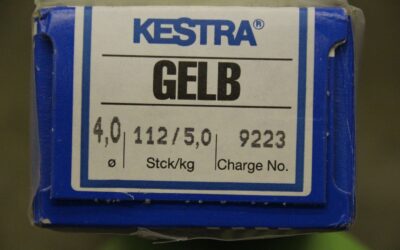 KESTRA®
GELB
4,0 112/5,0 9223
ø Stck/kg Charge No.